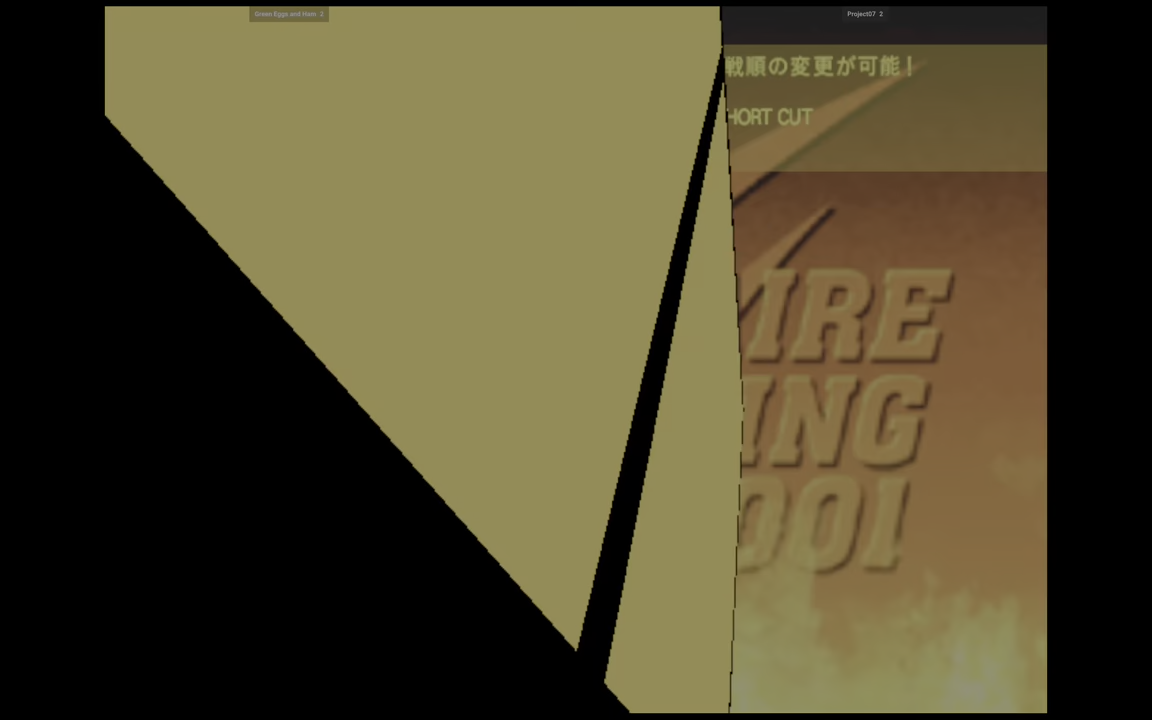 Green Eggs and Ham 2
Project07 2
戦順の変更が可能!
HORT CUT
IRE
ING
OOI